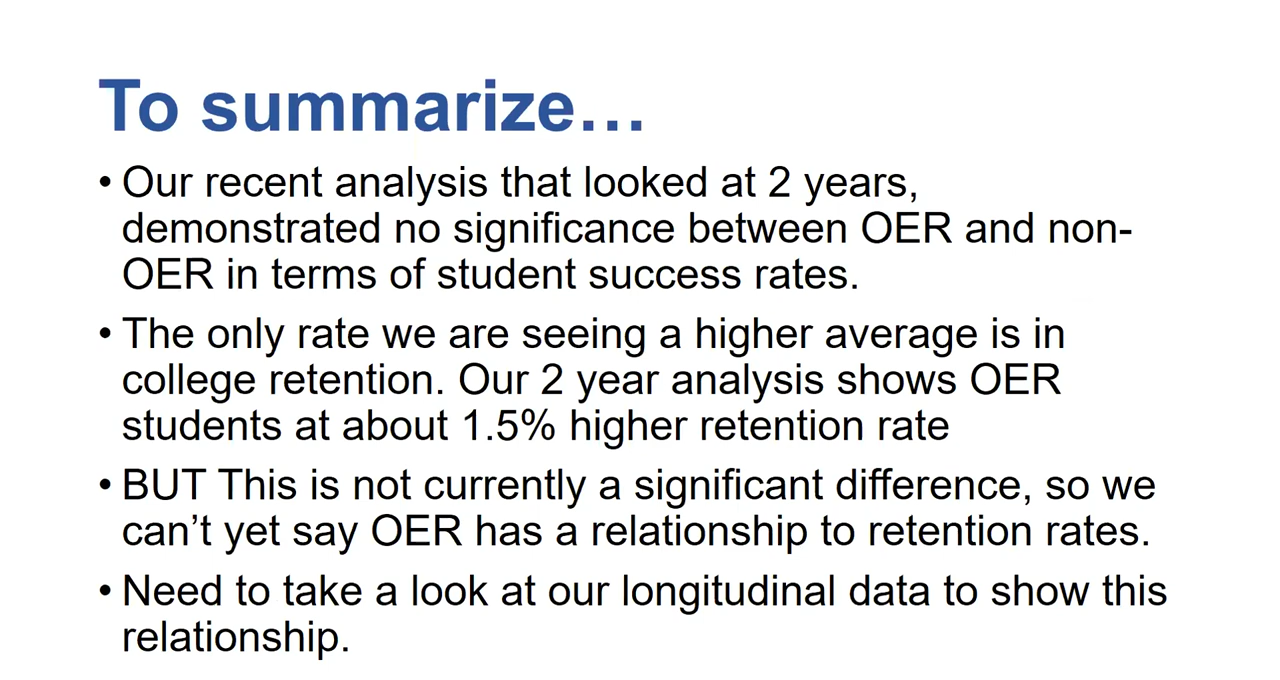 To summarize…
• Our recent analysis that looked at 2 years,
demonstrated no significance between OER and non-
OER in terms of student success rates.
• The only rate we are seeing a higher average is in
college retention. Our 2 year analysis shows OER
students at about 1.5% higher retention rate
• BUT This is not currently a significant difference, so we
can’t yet say OER has a relationship to retention rates.
• Need to take a look at our longitudinal data to show this
relationship.